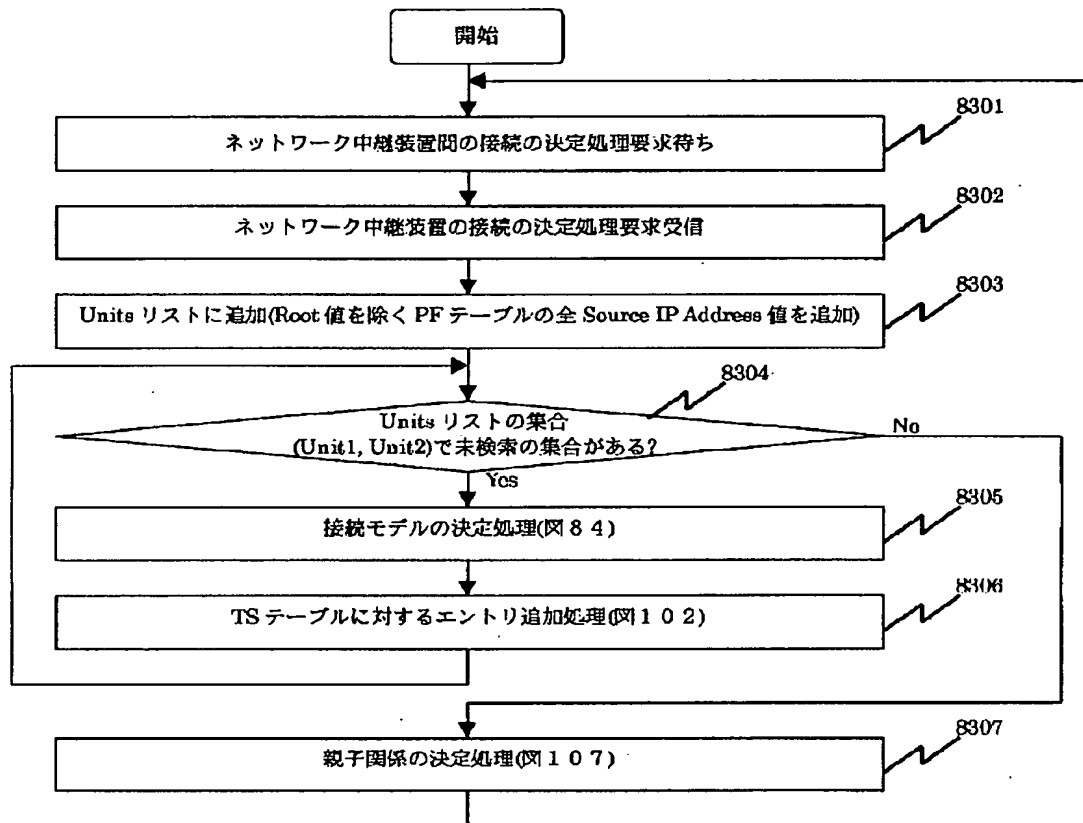 開始
8301
ネットワーク中継装置間の接続の決定処理要求待ち
8302
ネットワーク中継装置の接続の決定処理要求受信
8303
Units リストに追加(Root 値を除く PF テーブルの全 Source IP Address 値を追加)
8304
Units リストの集合
(Unit1, Unit2)で未検索の集合がある?
No
Yes
8305
接続モデルの決定処理(図84)
8306
TS テーブルに対するエントリ追加処理(図102)
8307
親子関係の決定処理(図107)